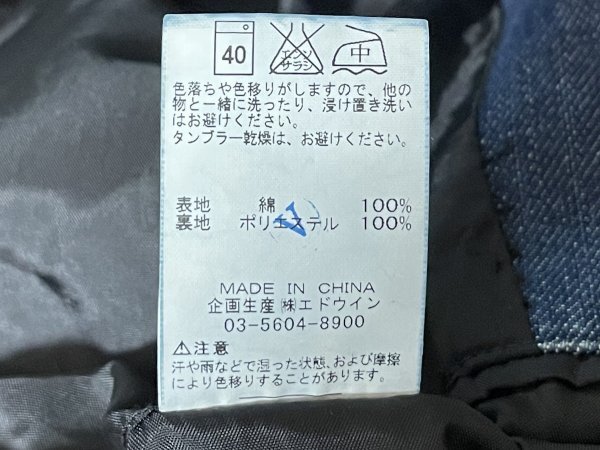 40 エンソ サラシ 中
色落ちや色移りがしますので、他の
物と一緒に洗ったり、浸け置き洗い
はお避けください。
タンブラー乾燥は、お避けください。
表地 綿 100%
裏地 ポリエステル 100%
MADE IN CHINA
企画生産 ㈱エドウイン
03-5604-8900
⚠注意
汗や雨などで湿った状態、および摩擦
により色移りすることがあります。